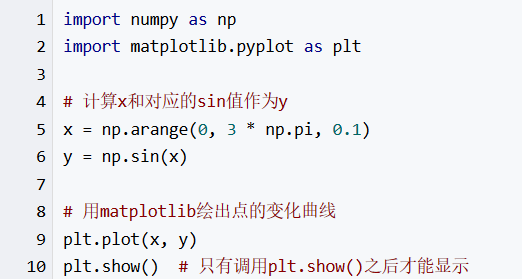 1 import numpy as np
2 import matplotlib.pyplot as plt
3
4 # 计算x和对应的sin值作为y
5 x = np.arange(0, 3 * np.pi, 0.1)
6 y = np.sin(x)
7
8 # 用matplotlib绘出点的变化曲线
9 plt.plot(x, y)
10 plt.show()  # 只有调用plt.show()之后才能显示